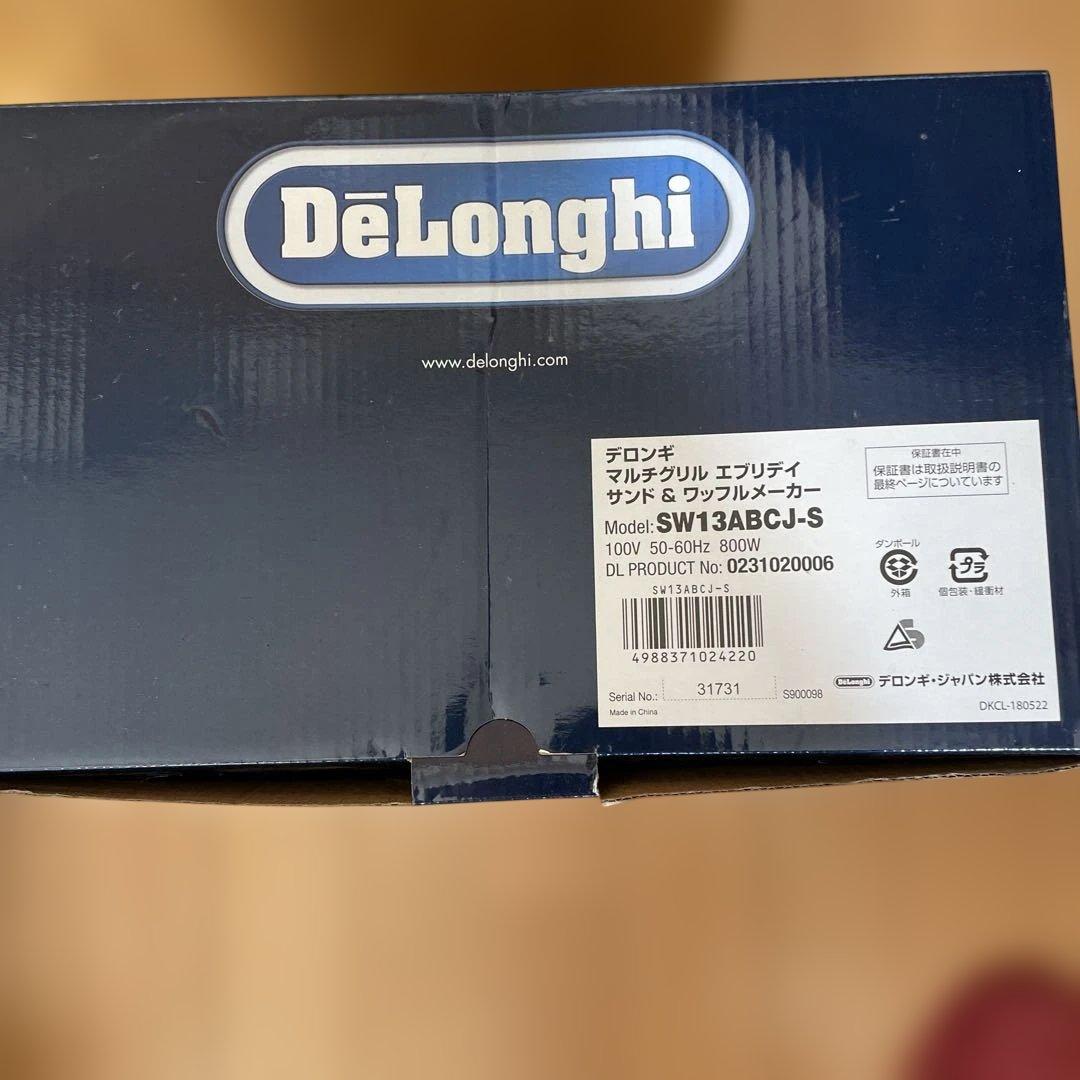 DēLonghi
www.delonghi.com
デロンギ
マルチグリル エブリデイ
サンド & ワッフルメーカー
Model: SW13ABCJ-S
100V 50-60Hz 800W
DL PRODUCT No: 0231020006
SW13ABCJ-S
4988371024220
Serial No.: 31731 S900098
Made in China
保証書在中
保証書は取扱説明書の
最終ページについています
ダンボール
外箱
プラ
個包装・緩衝材
S
DeLonghi デロンギ・ジャパン株式会社
DKCL-180522